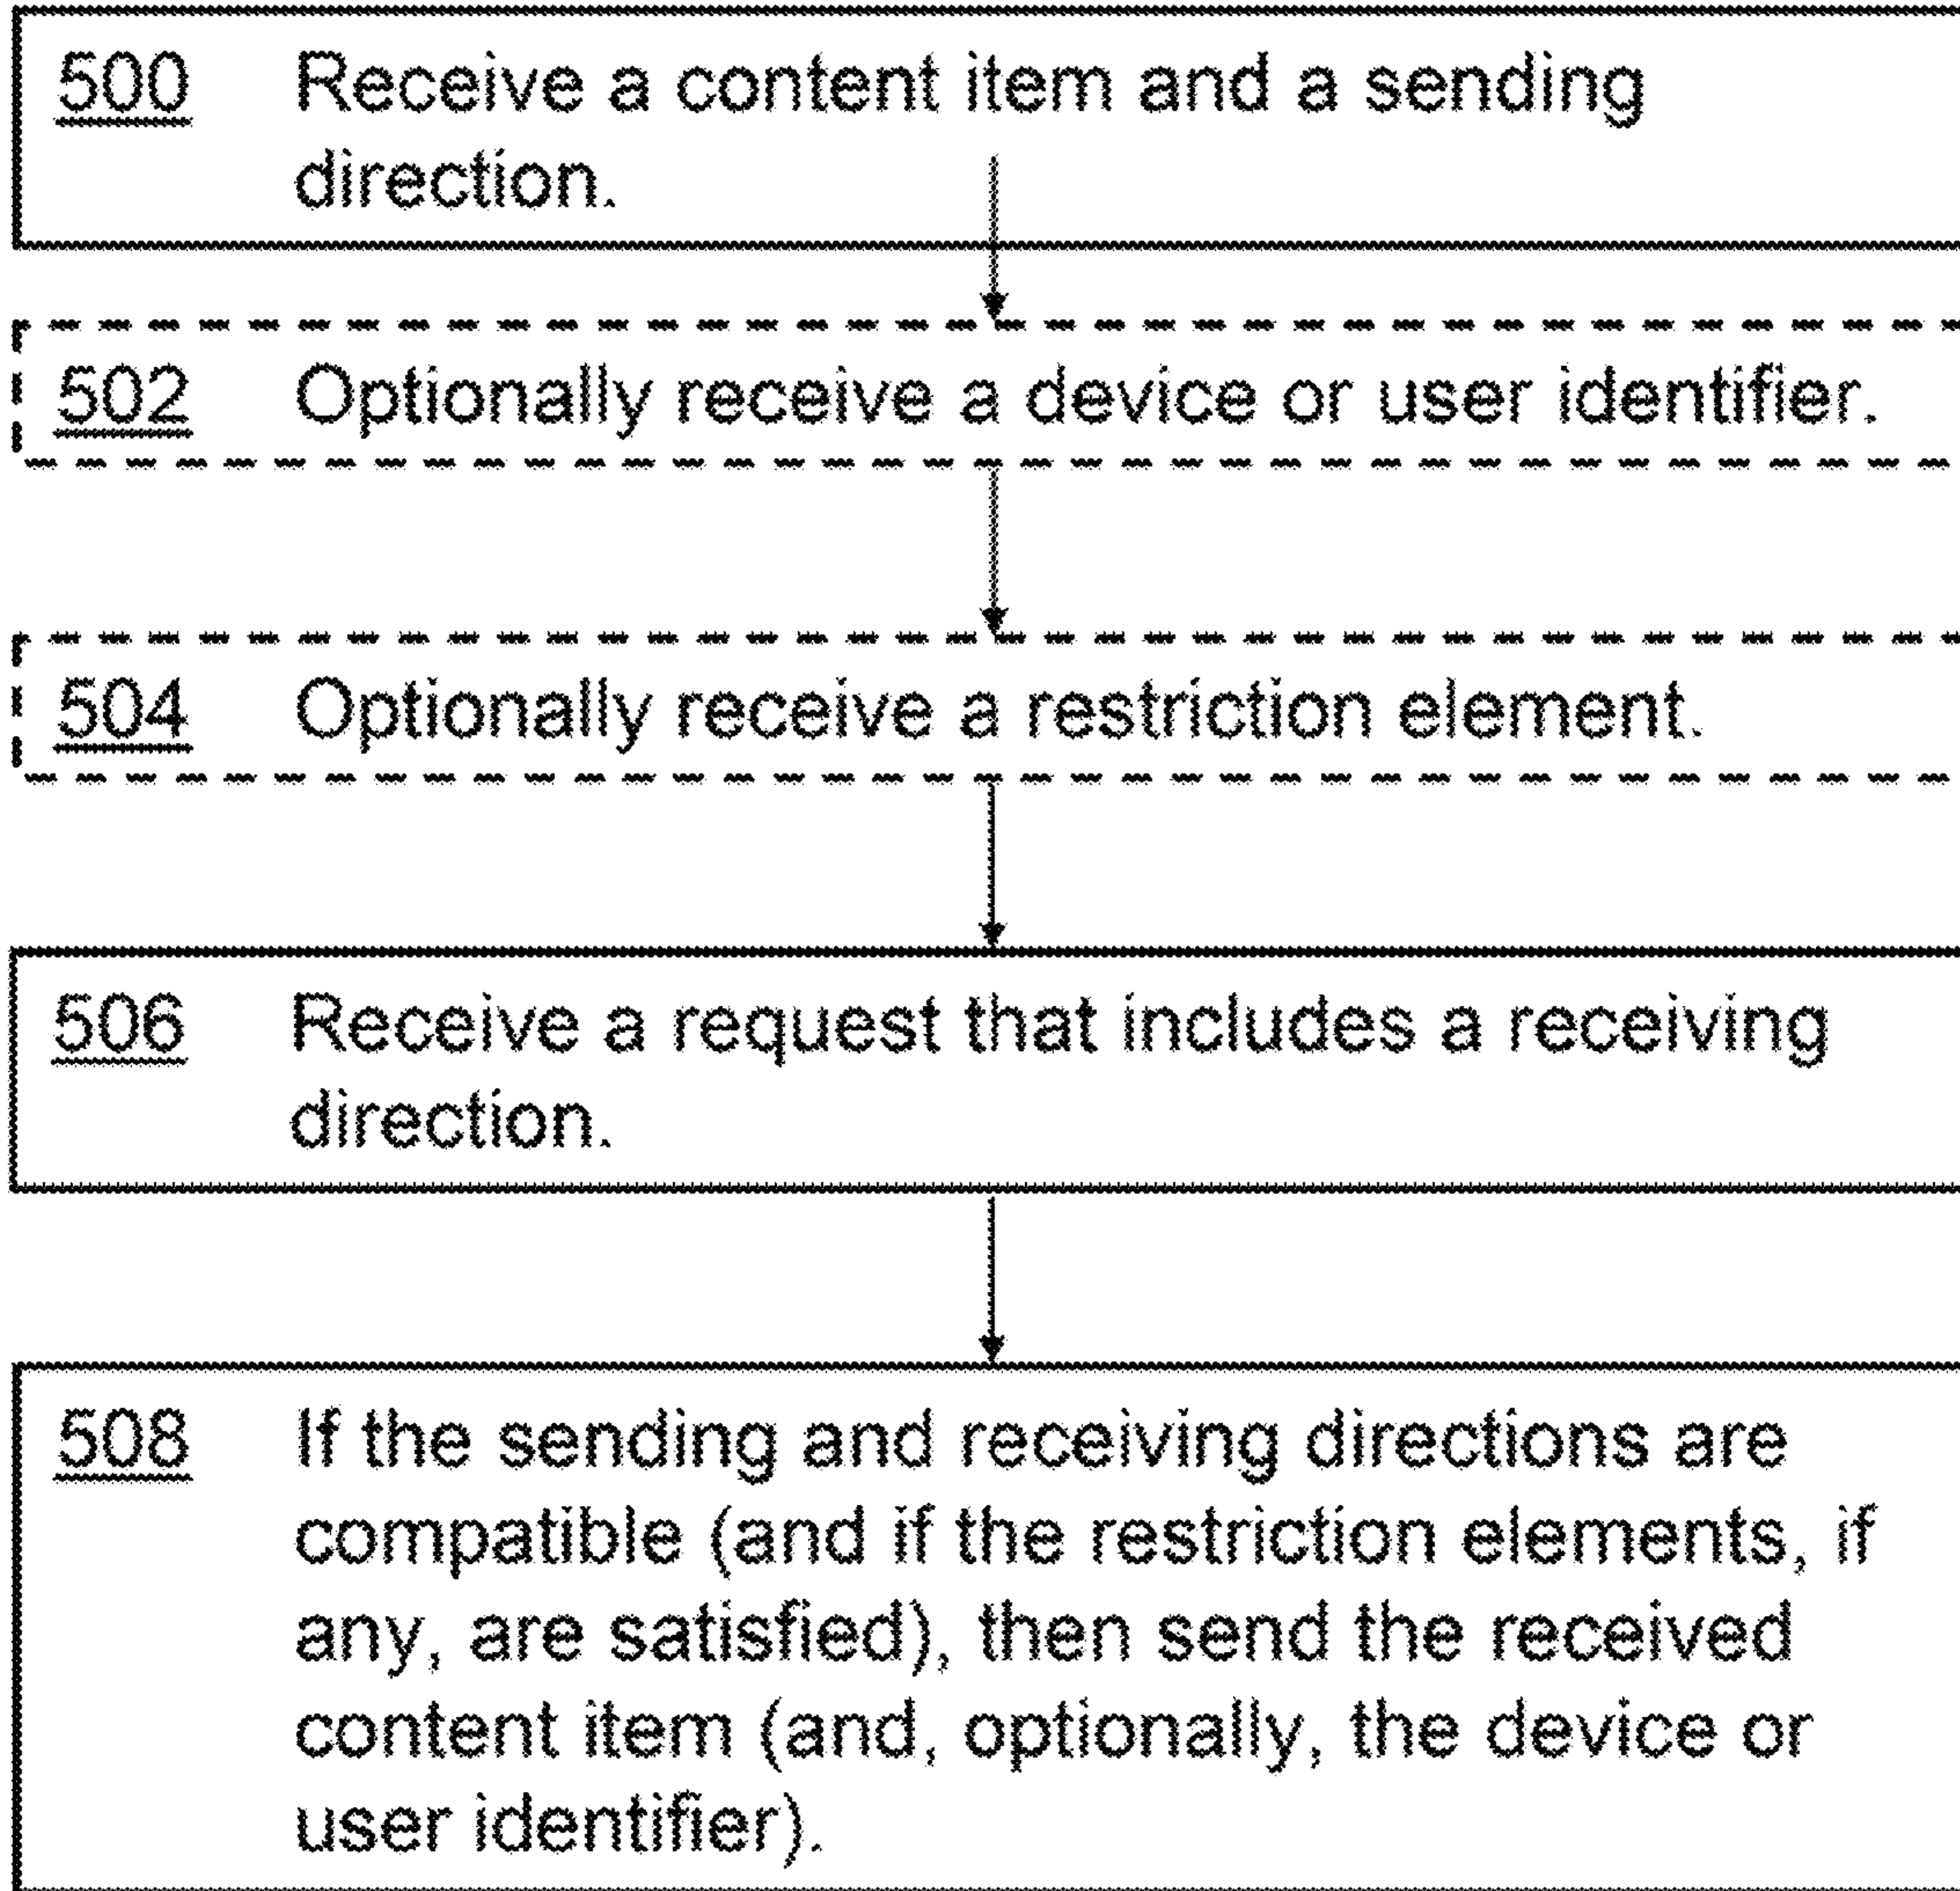 500 Receive a content item and a sending
direction.
502 Optionally receive a device or user identifier.
504 Optionally receive a restriction element.
506 Receive a request that includes a receiving
direction.
508 If the sending and receiving directions are
compatible (and if the restriction elements, if
any, are satisfied), then send the received
content item (and, optionally, the device or
user identifier).